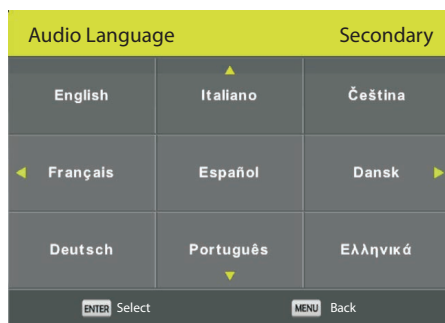 Audio Language Secondary
English Italiano Čeština
Français Español Dansk
Deutsch Português Ελληνικά
ENTER Select MENU Back